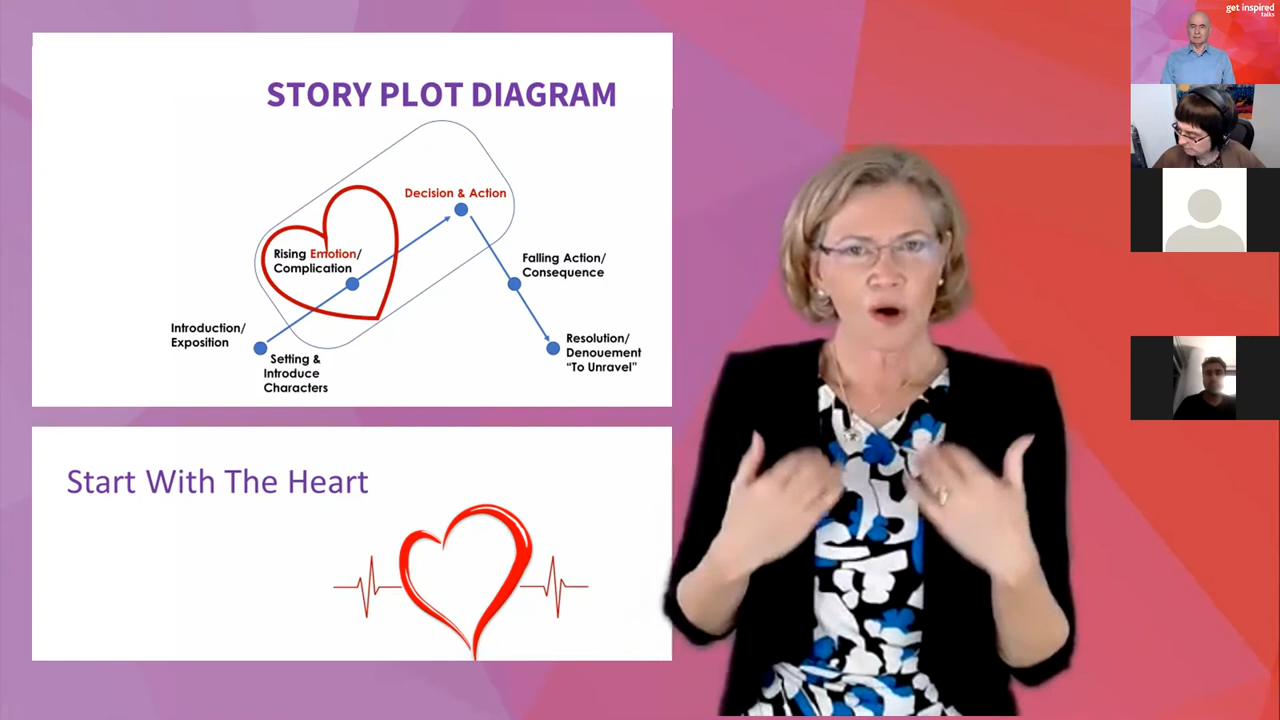 STORY PLOT DIAGRAM
Decision & Action
Rising Emotion/
Complication
Falling Action/
Consequence
Introduction/
Exposition
Setting &
Introduce
Characters
Resolution/
Denouement
“To Unravel”
Start With The Heart
get inspired
talks